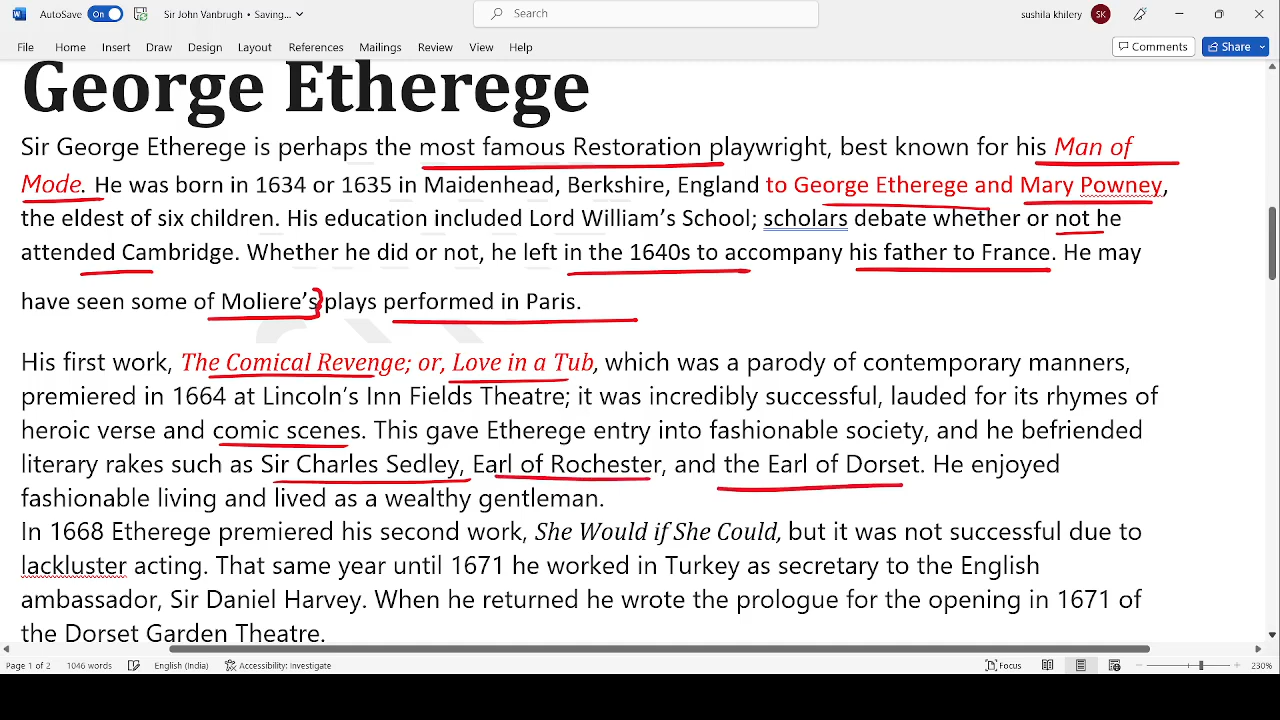 AutoSave On Sir John Vanbrugh • Saving... Search sushila khilery SK
File Home Insert Draw Design Layout References Mailings Review View Help Comments Share
George Etherege
Sir George Etherege is perhaps the most famous Restoration playwright, best known for his Man of
Mode. He was born in 1634 or 1635 in Maidenhead, Berkshire, England to George Etherege and Mary Powney,
the eldest of six children. His education included Lord William's School; scholars debate whether or not he
attended Cambridge. Whether he did or not, he left in the 1640s to accompany his father to France. He may
have seen some of Moliere's plays performed in Paris.
His first work, The Comical Revenge; or, Love in a Tub, which was a parody of contemporary manners,
premiered in 1664 at Lincoln's Inn Fields Theatre; it was incredibly successful, lauded for its rhymes of
heroic verse and comic scenes. This gave Etherege entry into fashionable society, and he befriended
literary rakes such as Sir Charles Sedley, Earl of Rochester, and the Earl of Dorset. He enjoyed
fashionable living and lived as a wealthy gentleman.
In 1668 Etherege premiered his second work, She Would if She Could, but it was not successful due to
lackluster acting. That same year until 1671 he worked in Turkey as secretary to the English
ambassador, Sir Daniel Harvey. When he returned he wrote the prologue for the opening in 1671 of
the Dorset Garden Theatre.
Page 1 of 2 1046 words English (India) Accessibility: Investigate Focus 230%